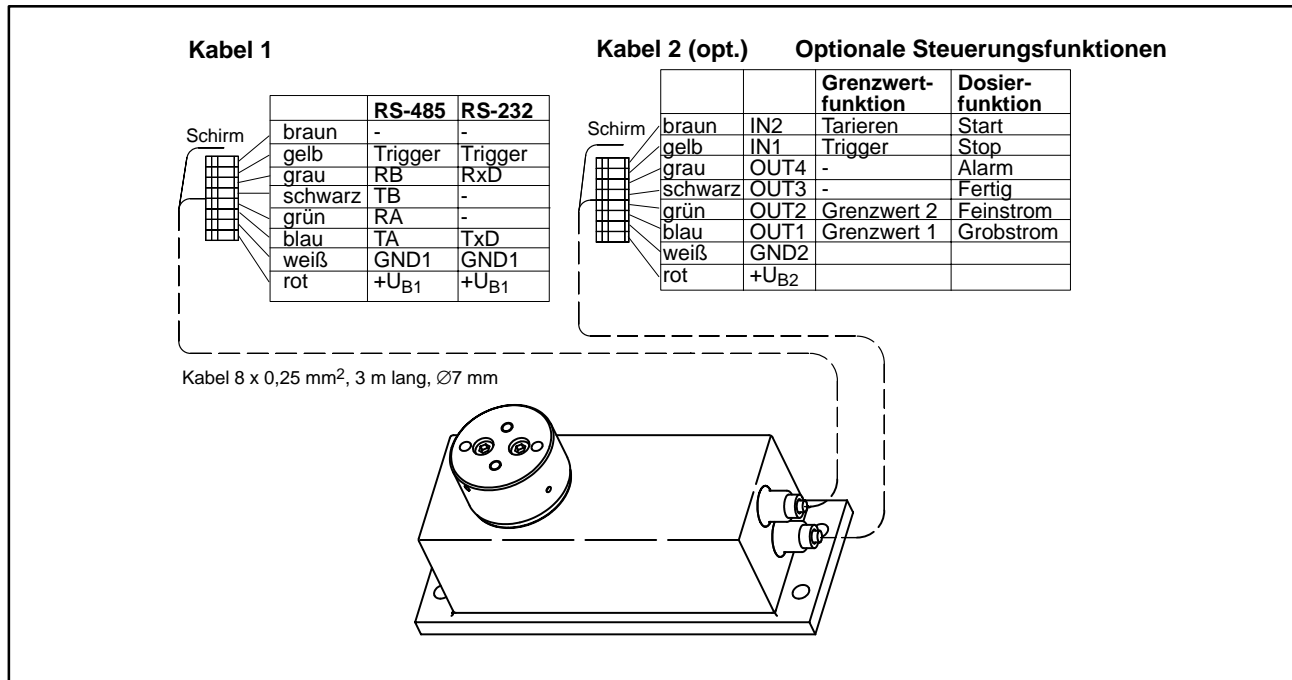 Kabel 1
Schirm
RS-485 RS-232
braun - -
gelb Trigger Trigger
grau RB RxD
schwarz TB -
grün RA -
blau TA TxD
weiß GND1 GND1
rot +UB1 +UB1
Kabel 2 (opt.) Optionale Steuerungsfunktionen
Schirm
Grenzwert- Dosier-
funktion funktion
braun IN2 Tarieren Start
gelb IN1 Trigger Stop
grau OUT4 - Alarm
schwarz OUT3 - Fertig
grün OUT2 Grenzwert 2 Feinstrom
blau OUT1 Grenzwert 1 Grobstrom
weiß GND2
rot +UB2
Kabel 8 x 0,25 mm², 3 m lang, ∅7 mm